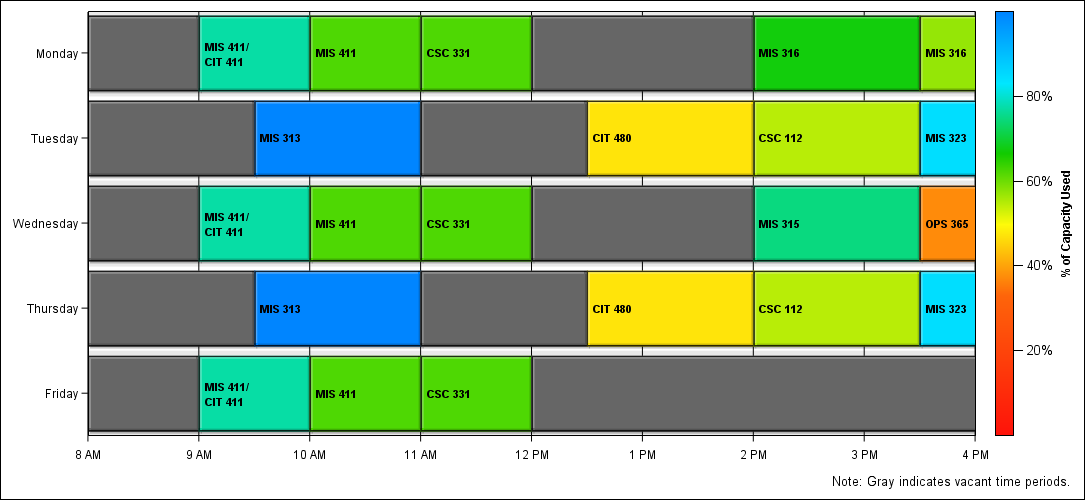 Monday
MIS 411/
CIT 411
MIS 411
CSC 331
MIS 316
MIS 316
Tuesday
MIS 313
CIT 480
CSC 112
MIS 323
Wednesday
MIS 411/
CIT 411
MIS 411
CSC 331
MIS 315
OPS 365
Thursday
MIS 313
CIT 480
CSC 112
MIS 323
Friday
MIS 411/
CIT 411
MIS 411
CSC 331
8 AM
9 AM
10 AM
11 AM
12 PM
1 PM
2 PM
3 PM
4 PM
80%
60%
40%
20%
% of Capacity Used
Note: Gray indicates vacant time periods.